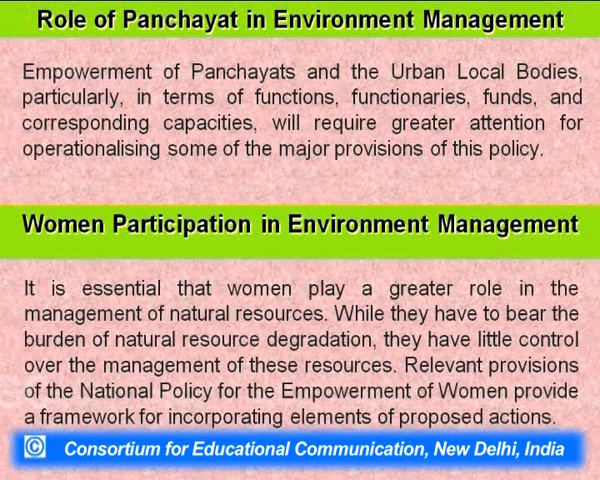 Role of Panchayat in Environment Management
Empowerment of Panchayats and the Urban Local Bodies,
particularly, in terms of functions, functionaries, funds, and
corresponding capacities, will require greater attention for
operationalising some of the major provisions of this policy.
Women Participation in Environment Management
It is essential that women play a greater role in the
management of natural resources. While they have to bear the
burden of natural resource degradation, they have little control
over the management of these resources. Relevant provisions
of the National Policy for the Empowerment of Women provide
a framework for incorporating elements of proposed actions.
© Consortium for Educational Communication, New Delhi, India